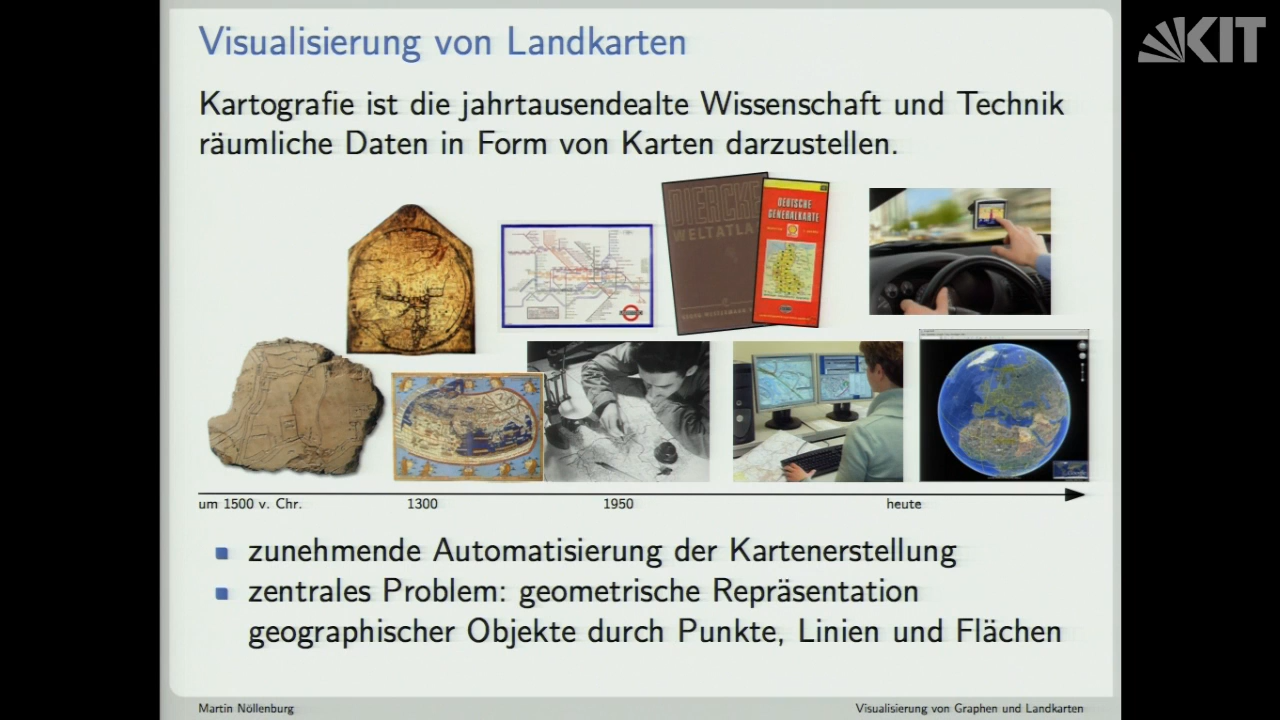 Visualisierung von Landkarten
KIT
Kartografie ist die jahrtausendealte Wissenschaft und Technik
räumliche Daten in Form von Karten darzustellen.
DIERCKE
WELTATLA
DEUTSCHE
GENERALKARTE
um 1500 v. Chr.
1300
1950
heute
zunehmende Automatisierung der Kartenerstellung
zentrales Problem: geometrische Repräsentation
geographischer Objekte durch Punkte, Linien und Flächen
Martin Nöllenburg
Visualisierung von Graphen und Landkarten